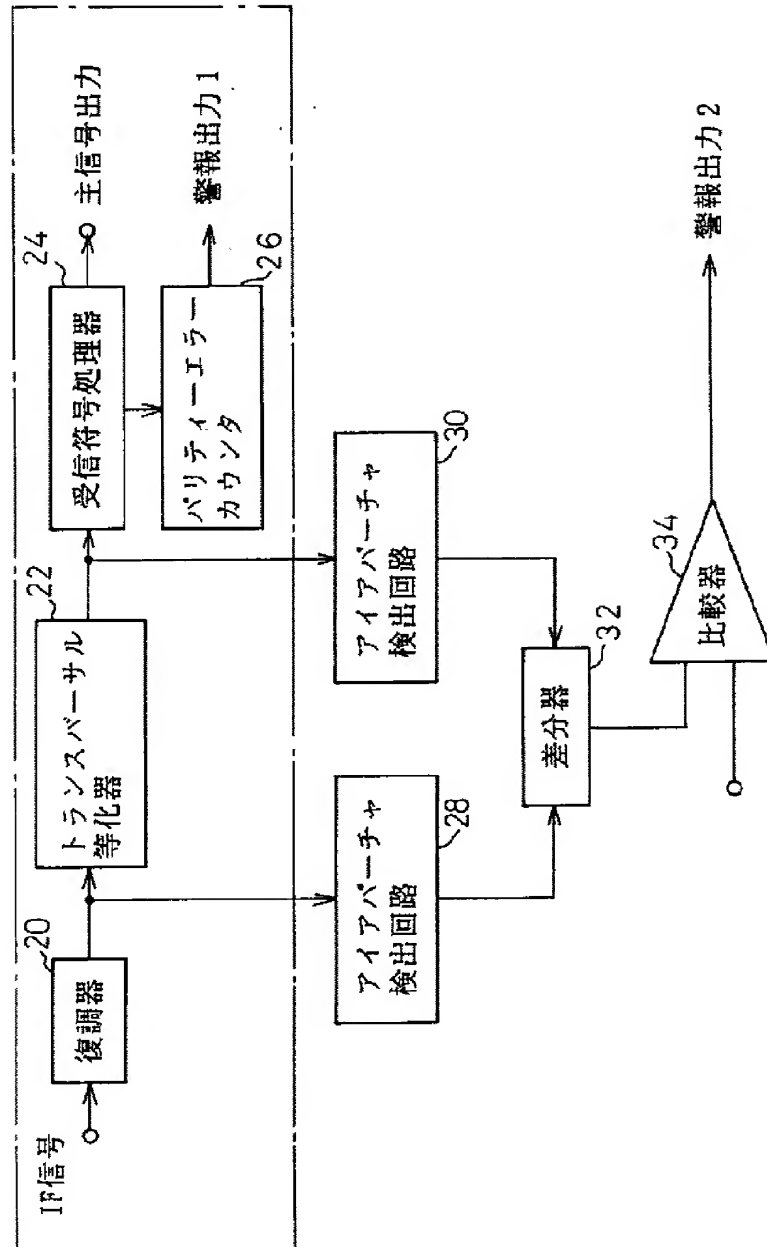 IF信号
20
復調器
22
トランスバーサル
等化器
24
受信符号処理器
主信号出力
26
パリティーエラー
カウンタ
警報出力1
28
アイアパーチャ
検出回路
30
アイアパーチャ
検出回路
32
差分器
34
比較器
警報出力2